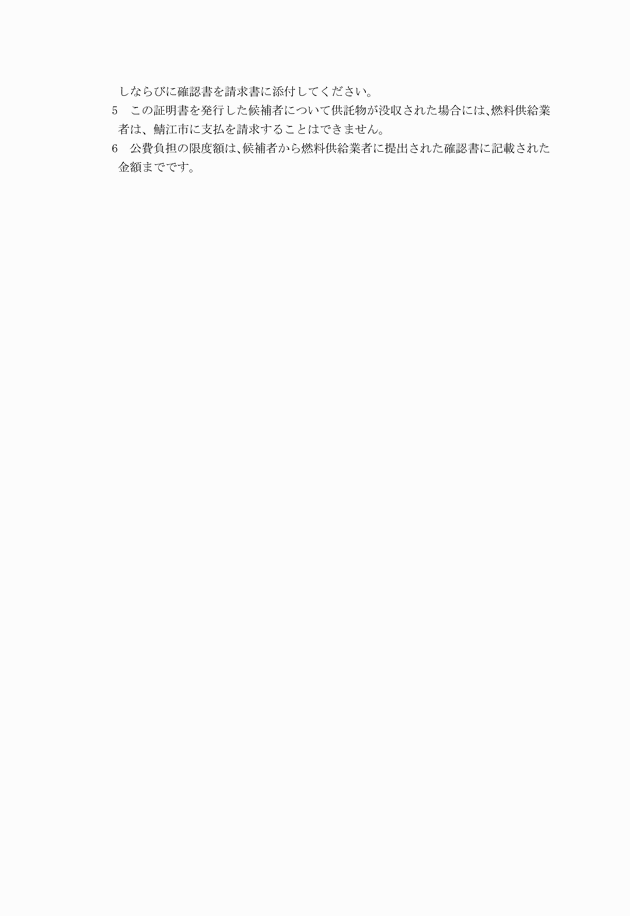 しならびに確認書を請求書に添付してください。
5　この証明書を発行した候補者について供託物が没収された場合には、燃料供給業
者は、鯖江市に支払を請求することはできません。
6　公費負担の限度額は、候補者から燃料供給業者に提出された確認書に記載された
金額までです。